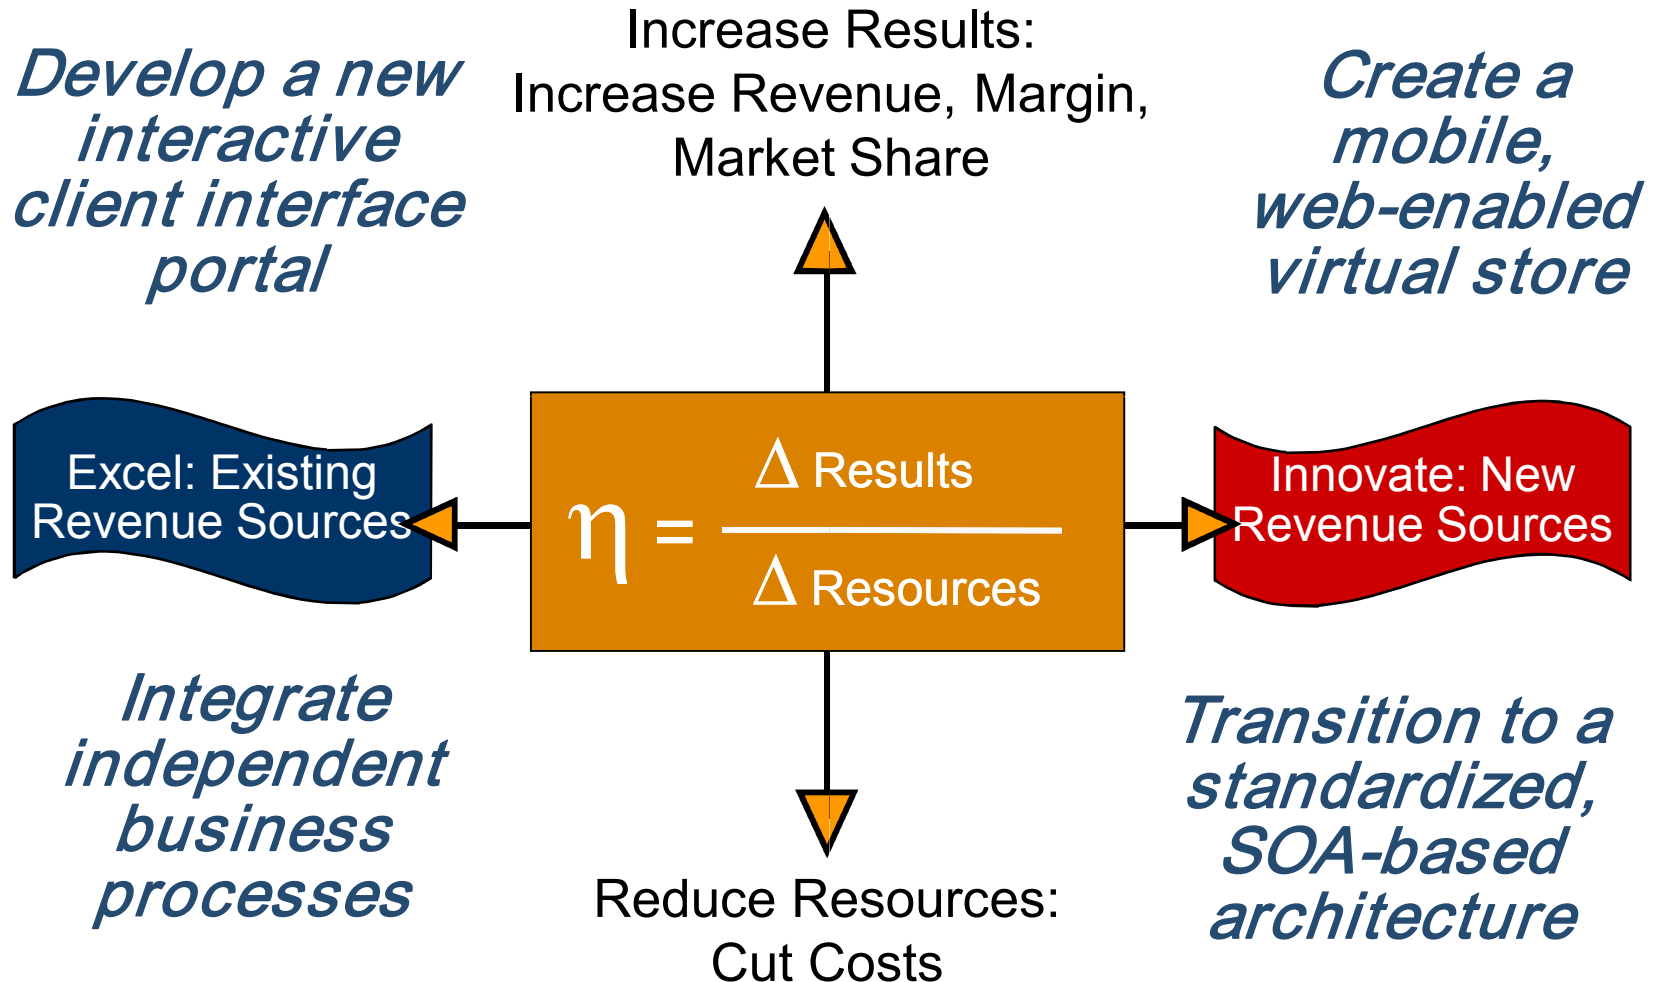 Increase Results:
Increase Revenue, Margin,
Market Share
Develop a new
interactive
client interface
portal
Create a
mobile,
web-enabled
virtual store
Excel: Existing
Revenue Sources
η =
Δ Results
Δ Resources
Innovate: New
Revenue Sources
Integrate
independent
business
processes
Transition to a
standardized,
SOA-based
architecture
Reduce Resources:
Cut Costs